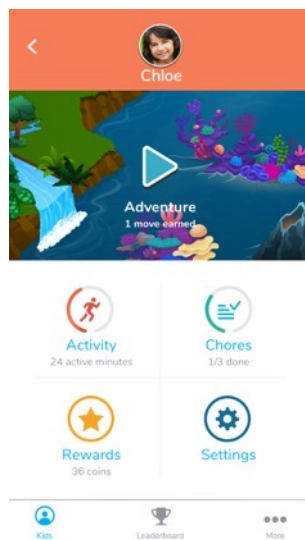 Chloe
Adventure
1 move earned
Activity
24 active minutes
Chores
1/3 done
Rewards
36 coins
Settings
Kids
Leaderboard
More